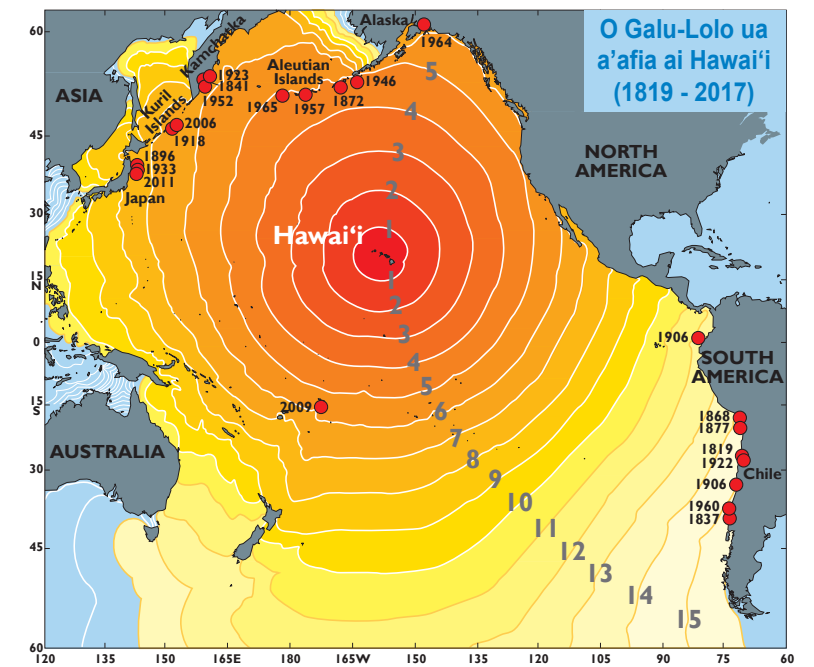 O Galu-Lolo ua
a'afia ai Hawai‘i
(1819 - 2017)
60
45
30
15
N
0
15
S
30
45
60
120
135
165E
180
165W
150
135
120
105
90
75
60
ASIA
Kamchatka
1923
1841
1952
Kuril
Islands
2006
1918
1896
1933
2011
Japan
Alaska
1964
Aleutian
Islands
1946
1965
1957
1872
NORTH
AMERICA
Hawai‘i
5
4
3
2
1
1
2
3
4
5
6
7
8
9
10
11
12
13
14
15
2009
AUSTRALIA
1906
SOUTH
AMERICA
1868
1877
1819
1922
Chile
1906
1960
1837